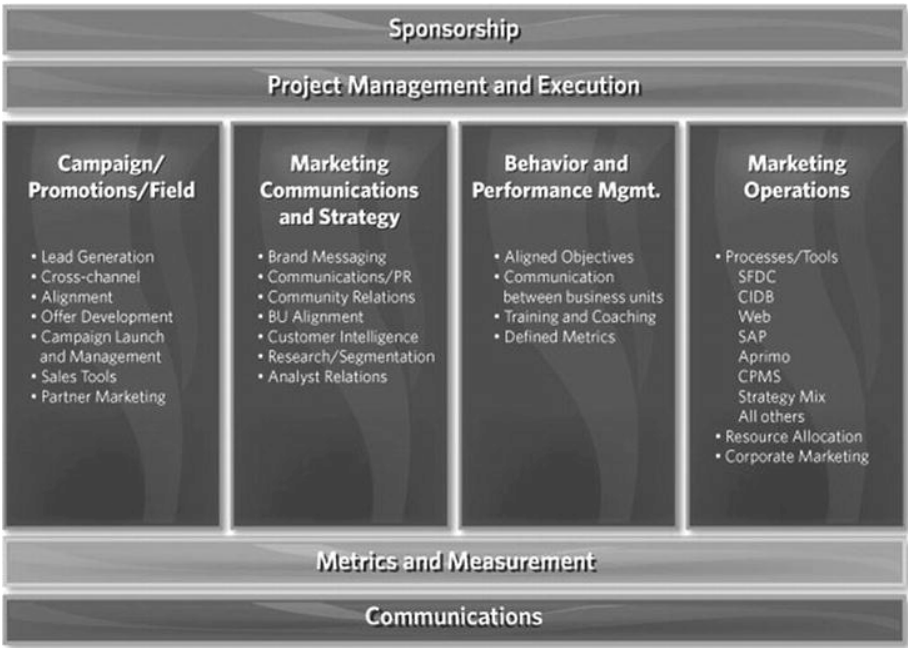 Sponsorship
Project Management and Execution
Campaign/
Promotions/Field
• Lead Generation
• Cross-channel
• Alignment
• Offer Development
• Campaign Launch
and Management
• Sales Tools
• Partner Marketing
Marketing
Communications
and Strategy
• Brand Messaging
• Communications/PR
• Community Relations
• BU Alignment
• Customer Intelligence
• Research/Segmentation
• Analyst Relations
Behavior and
Performance Mgmt.
• Aligned Objectives
• Communication
between business units
• Training and Coaching
• Defined Metrics
Marketing
Operations
• Processes/Tools
SFDC
CIDB
Web
SAP
Aprimo
CPMS
Strategy Mix
All others
• Resource Allocation
• Corporate Marketing
Metrics and Measurement
Communications